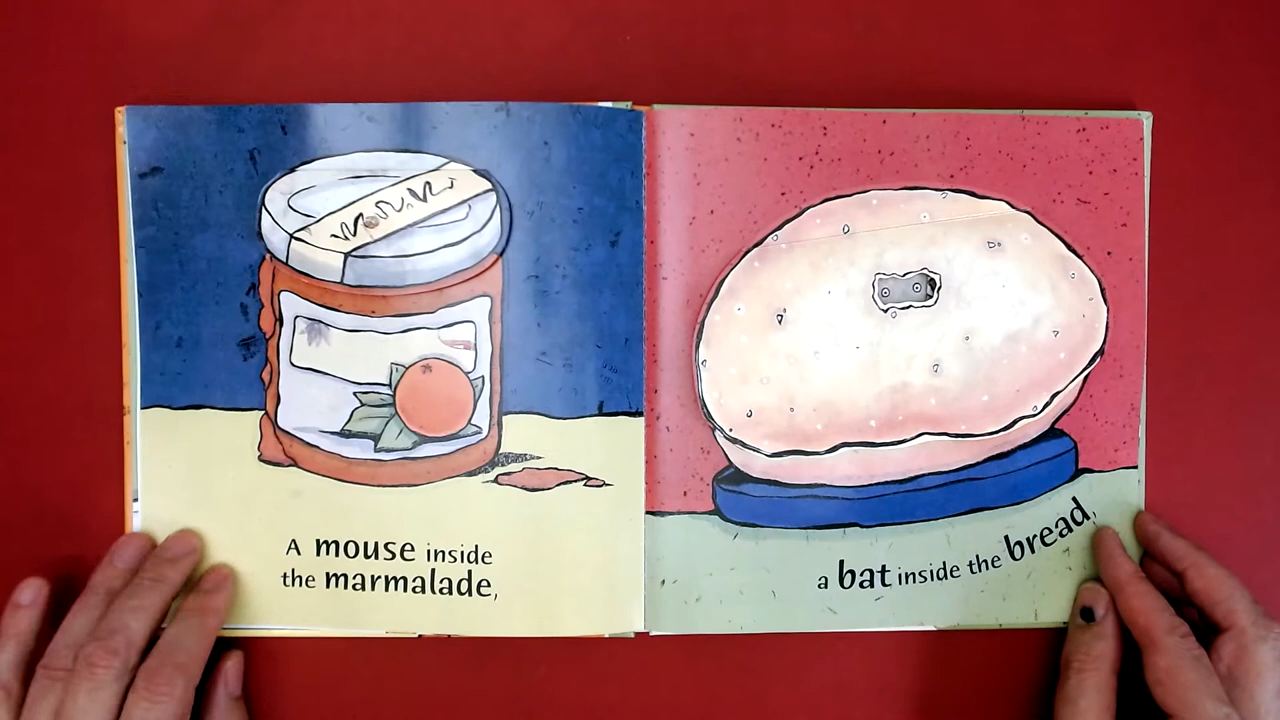 A mouse inside
the marmalade,
a bat inside the bread,